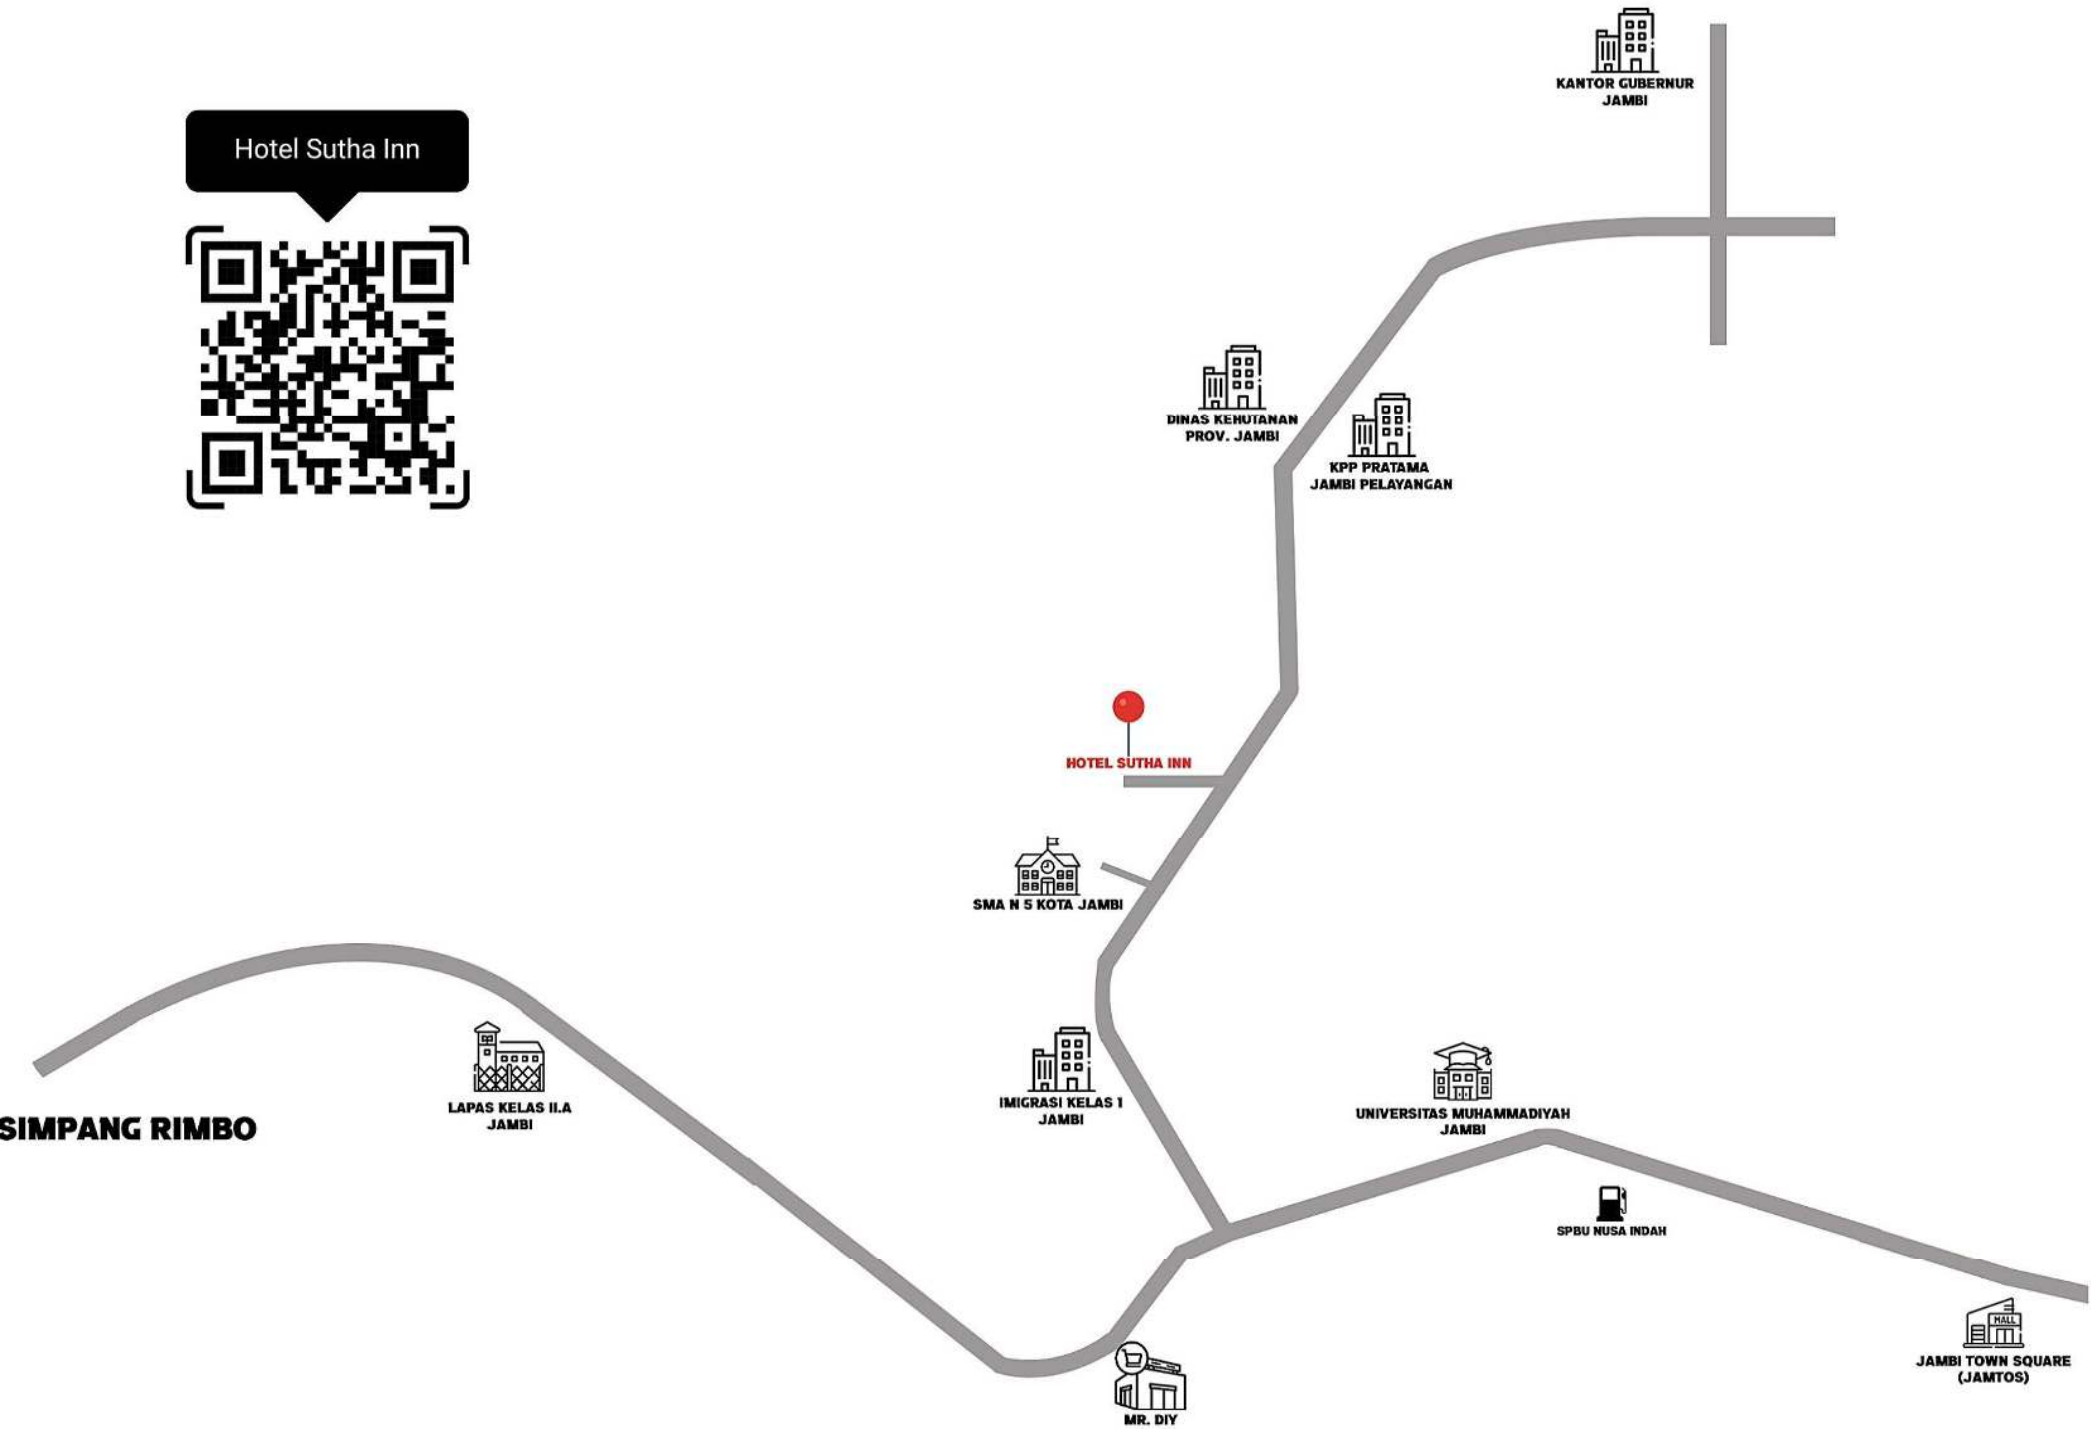 KANTOR GUBERNUR
JAMBI
Hotel Sutha Inn
DINAS KEHUTANAN
PROV. JAMBI
KPP PRATAMA
JAMBI PELAYANGAN
HOTEL SUTHA INN
SMA N 5 KOTA JAMBI
IMIGRASI KELAS 1
JAMBI
LAPAS KELAS II.A
JAMBI
SIMPANG RIMBO
UNIVERSITAS MUHAMMADIYAH
JAMBI
SPBU NUSA INDAH
MALL
JAMBI TOWN SQUARE
(JAMTOS)
MR. DIY